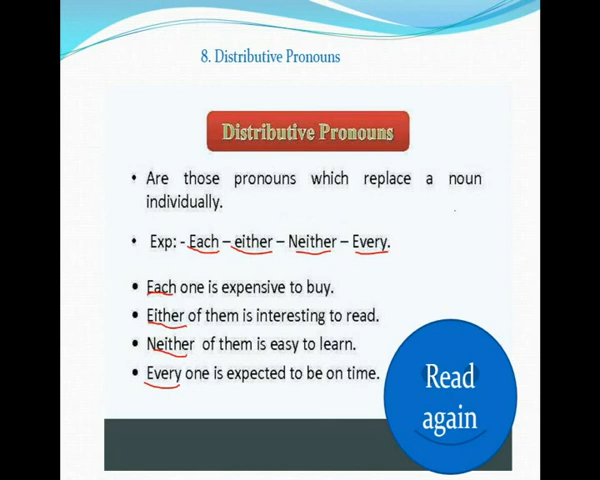 8. Distributive Pronouns
Distributive Pronouns
• Are those pronouns which replace a noun
individually.
• Exp: - Each – either – Neither – Every.
• Each one is expensive to buy.
• Either of them is interesting to read.
• Neither of them is easy to learn.
• Every one is expected to be on time.
Read
again